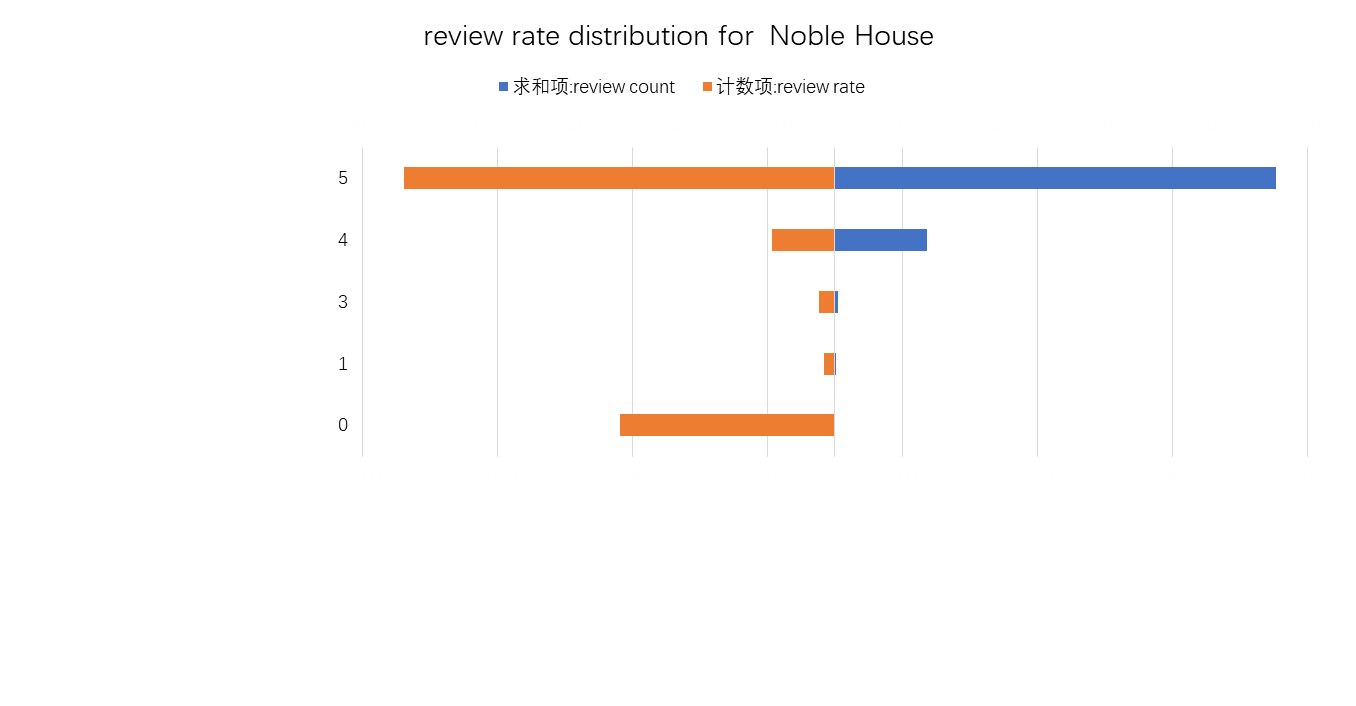 review rate distribution for  Noble House
求和项:review count 计数项:review rate
5
4
3
1
0